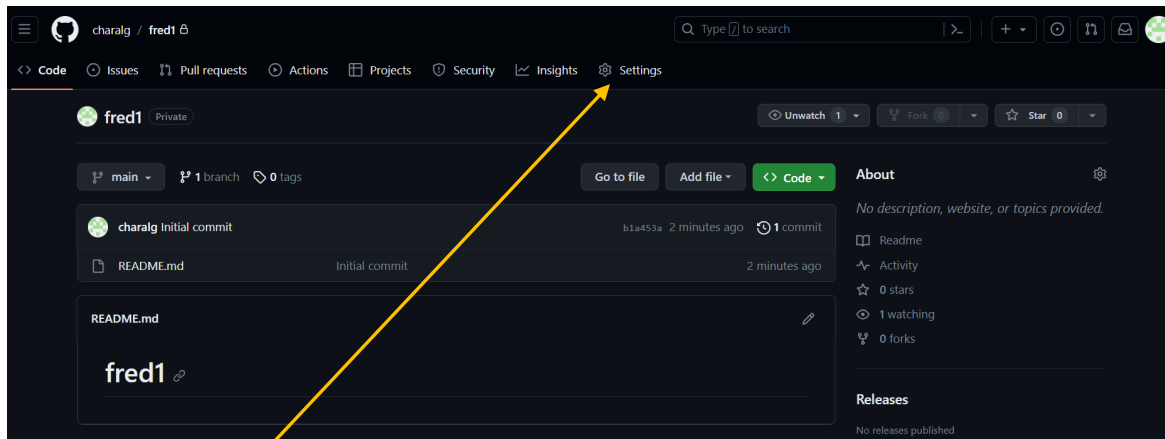 charalg / fred1 Type / to search
Code Issues Pull requests Actions Projects Security Insights Settings
fred1 Private Unwatch 1 Fork 0 Star 0
main 1 branch 0 tags Go to file Add file Code
charalg Initial commit b1a453a 2 minutes ago 1 commit
README.md Initial commit 2 minutes ago
README.md
fred1
About
No description, website, or topics provided.
Readme
Activity
0 stars
1 watching
0 forks
Releases
No releases published